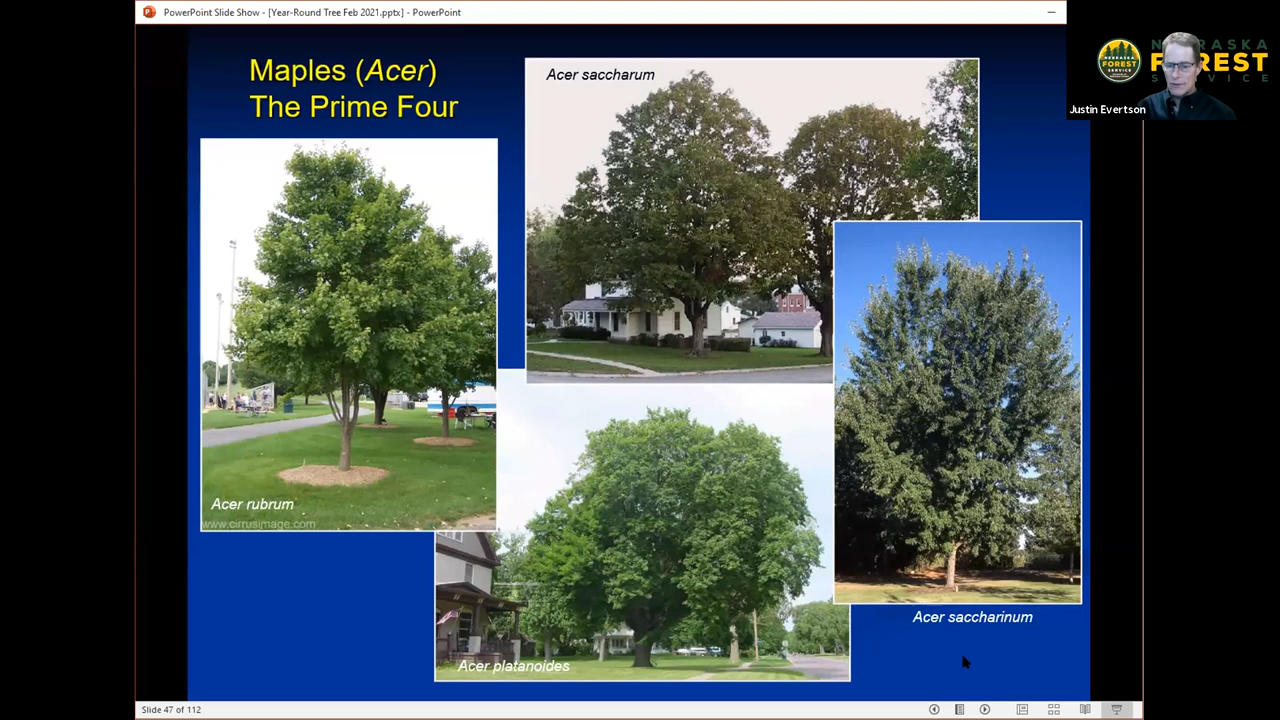 PowerPoint Slide Show - [Year-Round Tree Feb 2021.pptx] - PowerPoint
Maples (Acer)
The Prime Four
Acer saccharum
Acer rubrum
www.cirrusimage.com
Acer platanoides
Acer saccharinum
FOREST
SERVICE
Justin Evertson
Slide 47 of 112